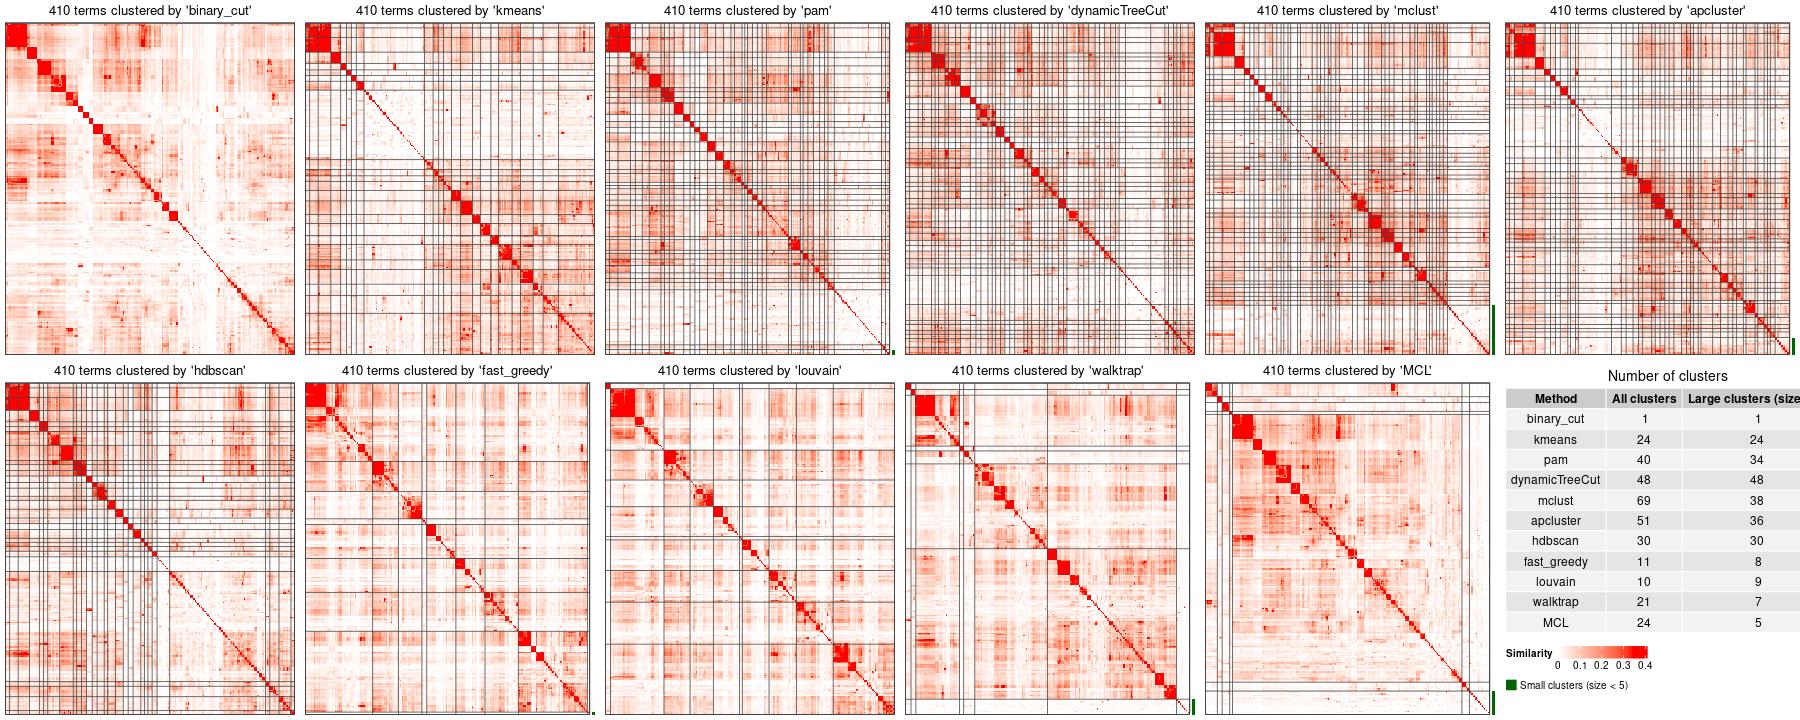 410 terms clustered by 'binary_cut'
410 terms clustered by 'kmeans'
410 terms clustered by 'pam'
410 terms clustered by 'dynamicTreeCut'
410 terms clustered by 'mclust'
410 terms clustered by 'apcluster'
410 terms clustered by 'hdbscan'
410 terms clustered by 'fast_greedy'
410 terms clustered by 'louvain'
410 terms clustered by 'walktrap'
410 terms clustered by 'MCL'
Number of clusters
Method All clusters Large clusters (size
binary_cut 1 1
kmeans 24 24
pam 40 34
dynamicTreeCut 48 48
mclust 69 38
apcluster 51 36
hdbscan 30 30
fast_greedy 11 8
louvain 10 9
walktrap 21 7
MCL 24 5
Similarity
0 0.1 0.2 0.3 0.4
Small clusters (size < 5)